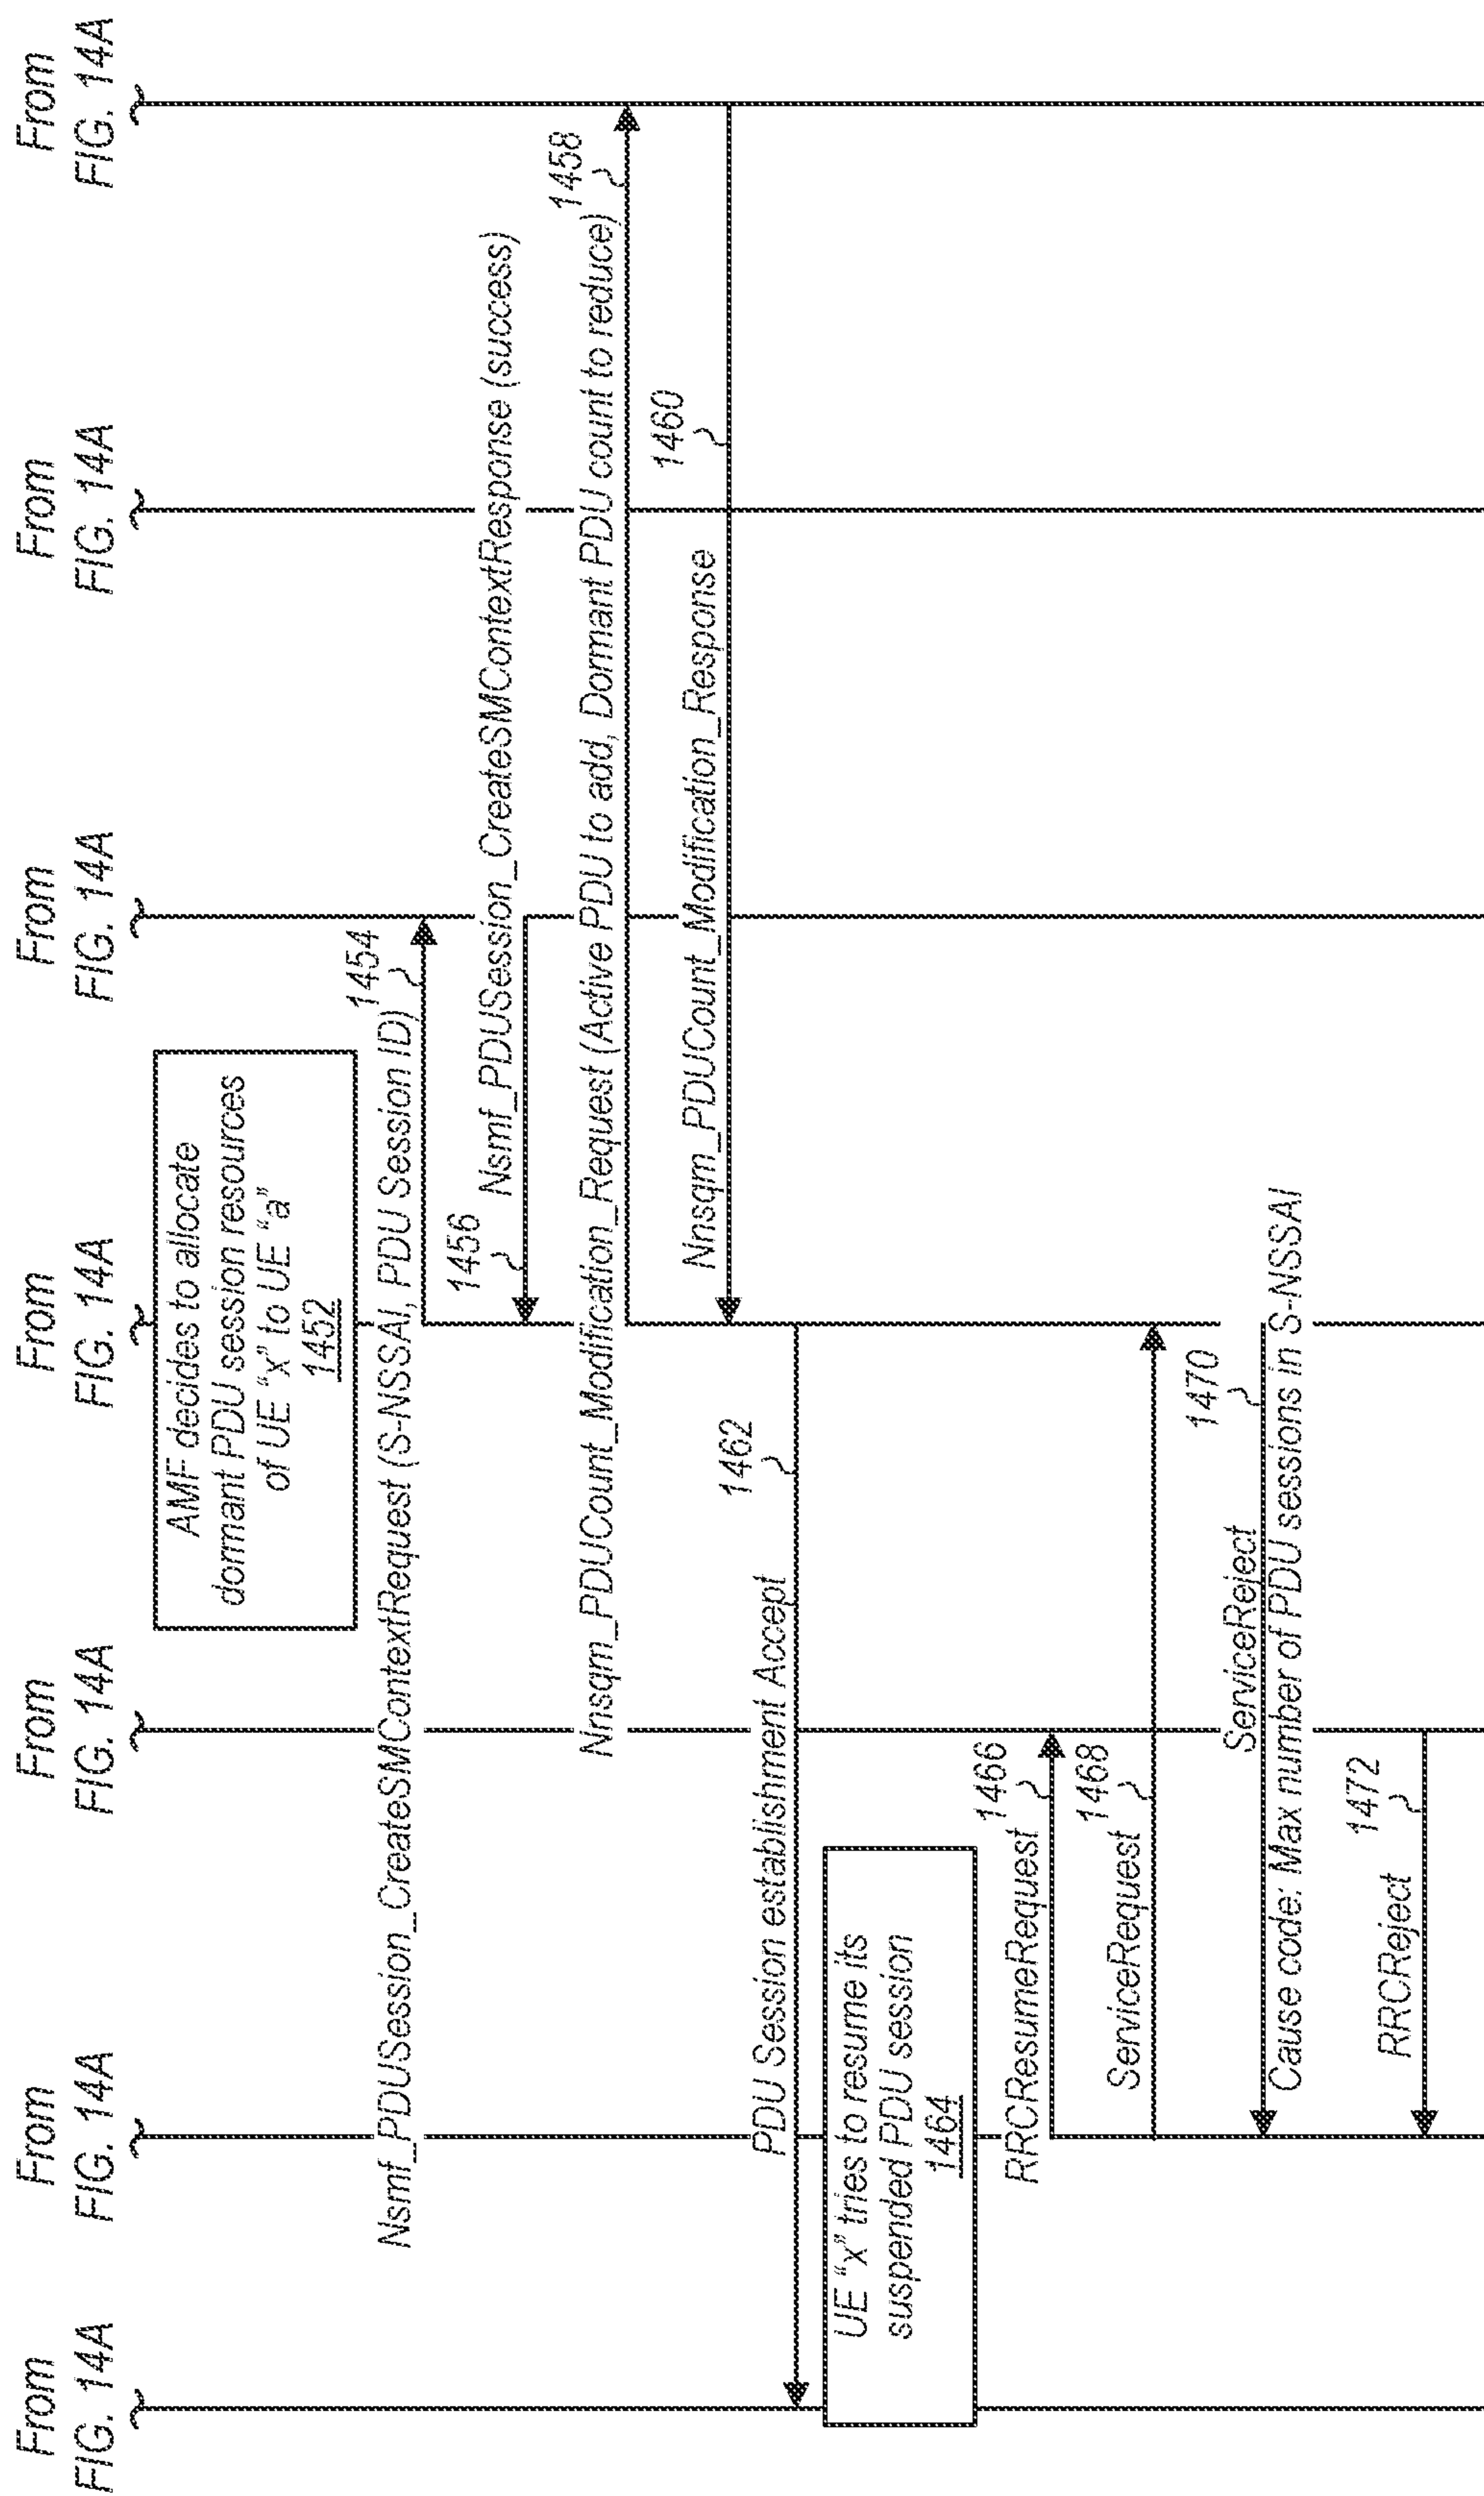 From
FIG. 14A
From
FIG. 14A
From
FIG. 14A
From
FIG. 14A
From
FIG. 14A
From
FIG. 14A
From
FIG. 14A
AMF decides to allocate
dormant PDU session resources
of UE “x” to UE “a”
1452
1454
Nsmf_PDUSession_CreateSMContextRequest (S-NSSAI, PDU Session ID)
1456
Nsmf_PDUSession_CreateSMContextResponse (success)
1458
Nnsqm_PDUCount_Modification_Request (Active PDU to add, Dormant PDU count to reduce)
1460
Nnsqm_PDUCount_Modification_Response
1462
PDU Session establishment Accept
UE “x” tries to resume its
suspended PDU session
1464
1466
RRCResumeRequest
1468
ServiceRequest
1470
ServiceReject
Cause code: Max number of PDU sessions in S-NSSAI
1472
RRCReject